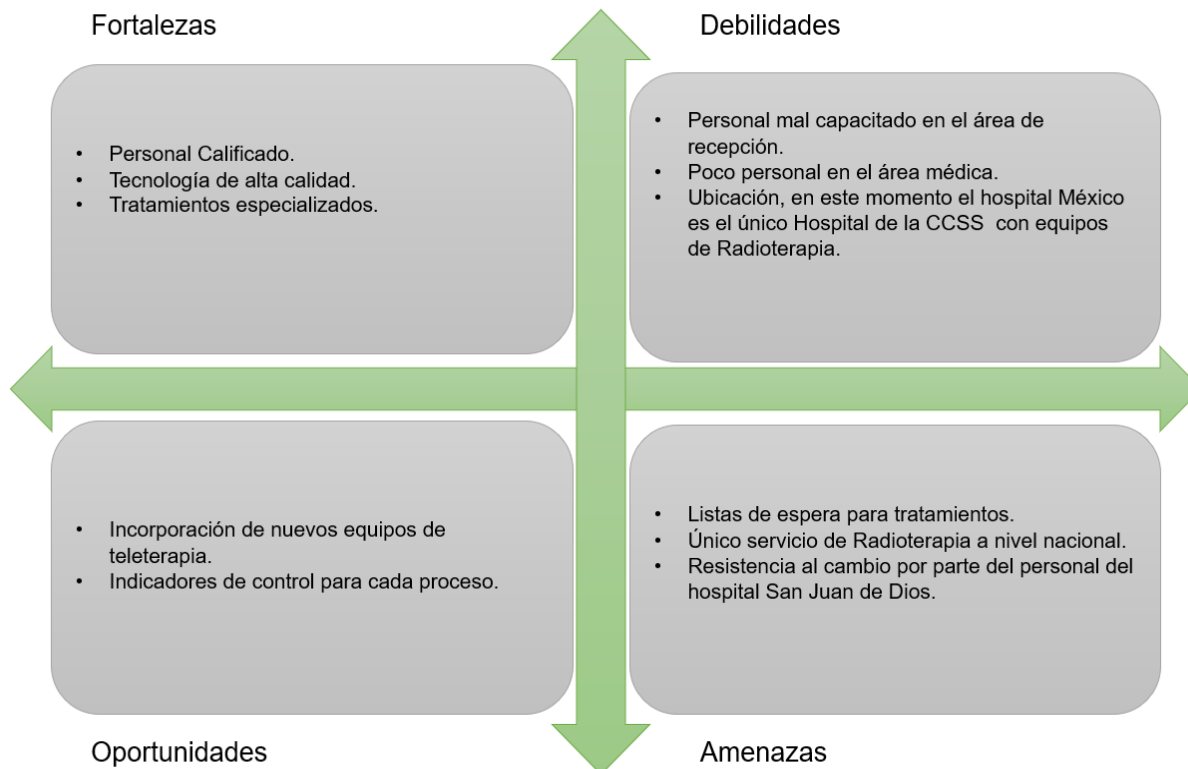 Fortalezas
• Personal Calificado.
• Tecnología de alta calidad.
• Tratamientos especializados.
Debilidades
• Personal mal capacitado en el área de
recepción.
• Poco personal en el área médica.
• Ubicación, en este momento el hospital México
es el único Hospital de la CCSS con equipos
de Radioterapia.
• Incorporación de nuevos equipos de
teleterapia.
• Indicadores de control para cada proceso.
Oportunidades
• Listas de espera para tratamientos.
• Único servicio de Radioterapia a nivel nacional.
• Resistencia al cambio por parte del personal del
hospital San Juan de Dios.
Amenazas